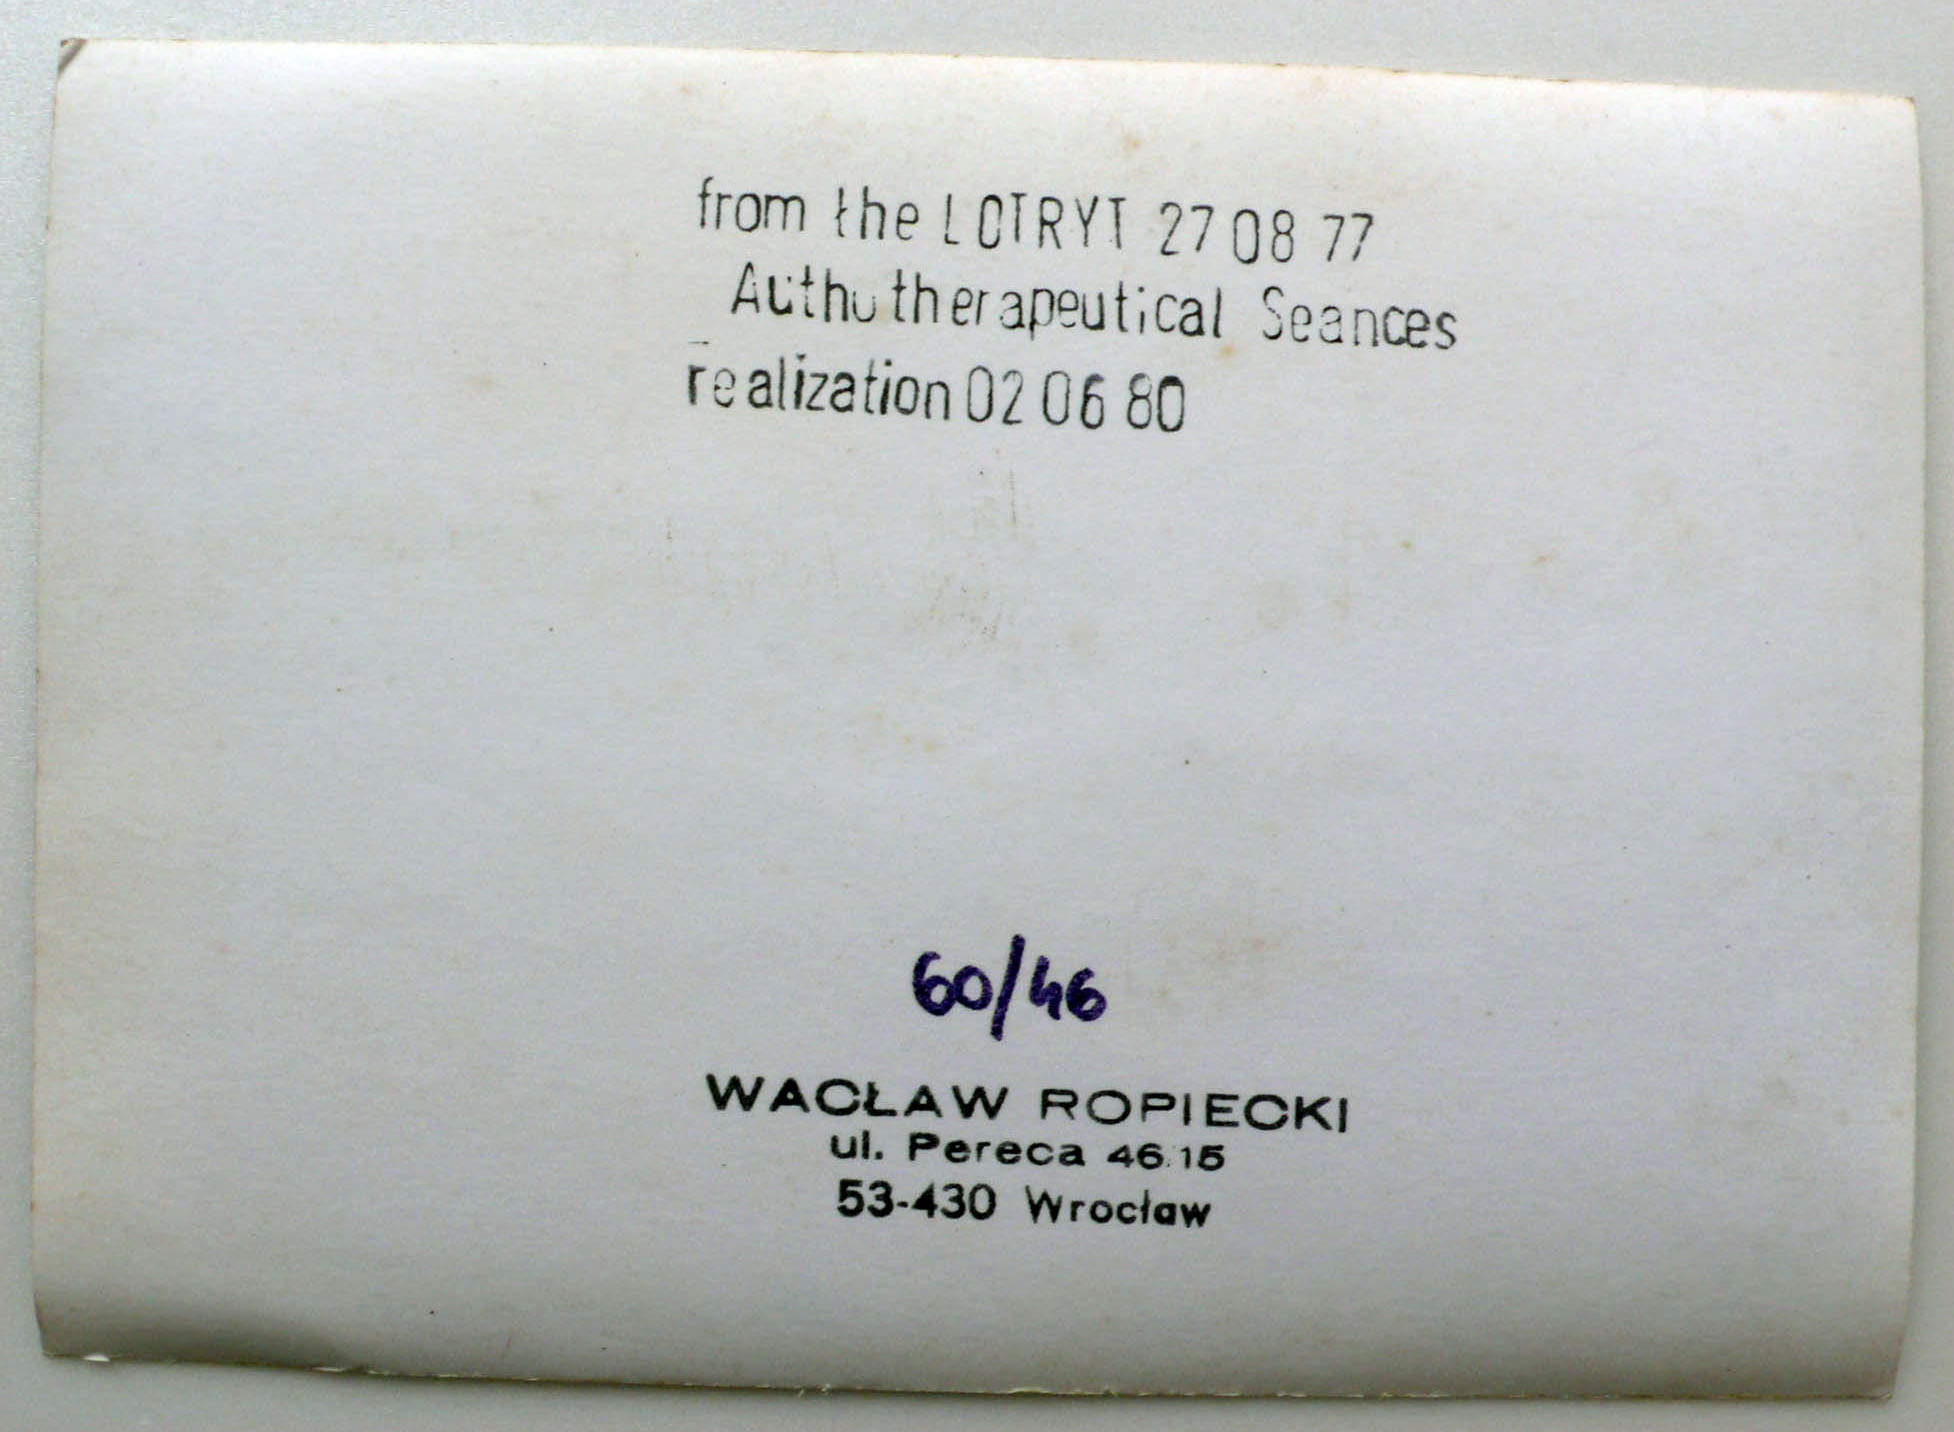 from the LOTRYT 27 08 77
Authotherapeutical Seances
realization 02 06 80
60/46
WACŁAW ROPIECKI
ul. Pereca 46.15
53-430 Wrocław